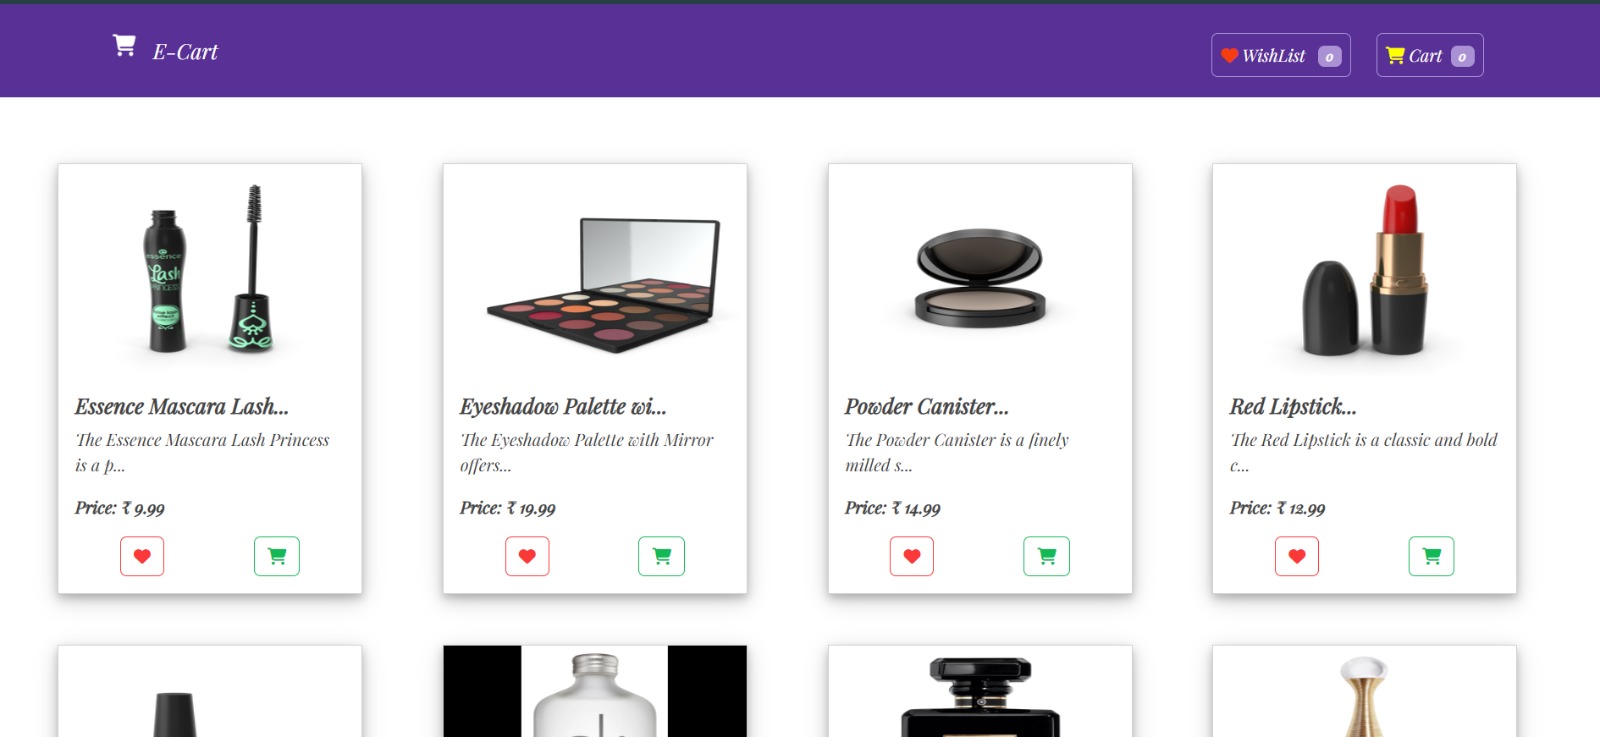 E-Cart
WishList 0
Cart 0
essence
Lash
PRINCESS
Essence Mascara Lash...
The Essence Mascara Lash Princess
is a p...
Price: ₹ 9.99
Eyeshadow Palette wi...
The Eyeshadow Palette with Mirror
offers...
Price: ₹ 19.99
Powder Canister...
The Powder Canister is a finely
milled s...
Price: ₹ 14.99
Red Lipstick...
The Red Lipstick is a classic and bold
c...
Price: ₹ 12.99